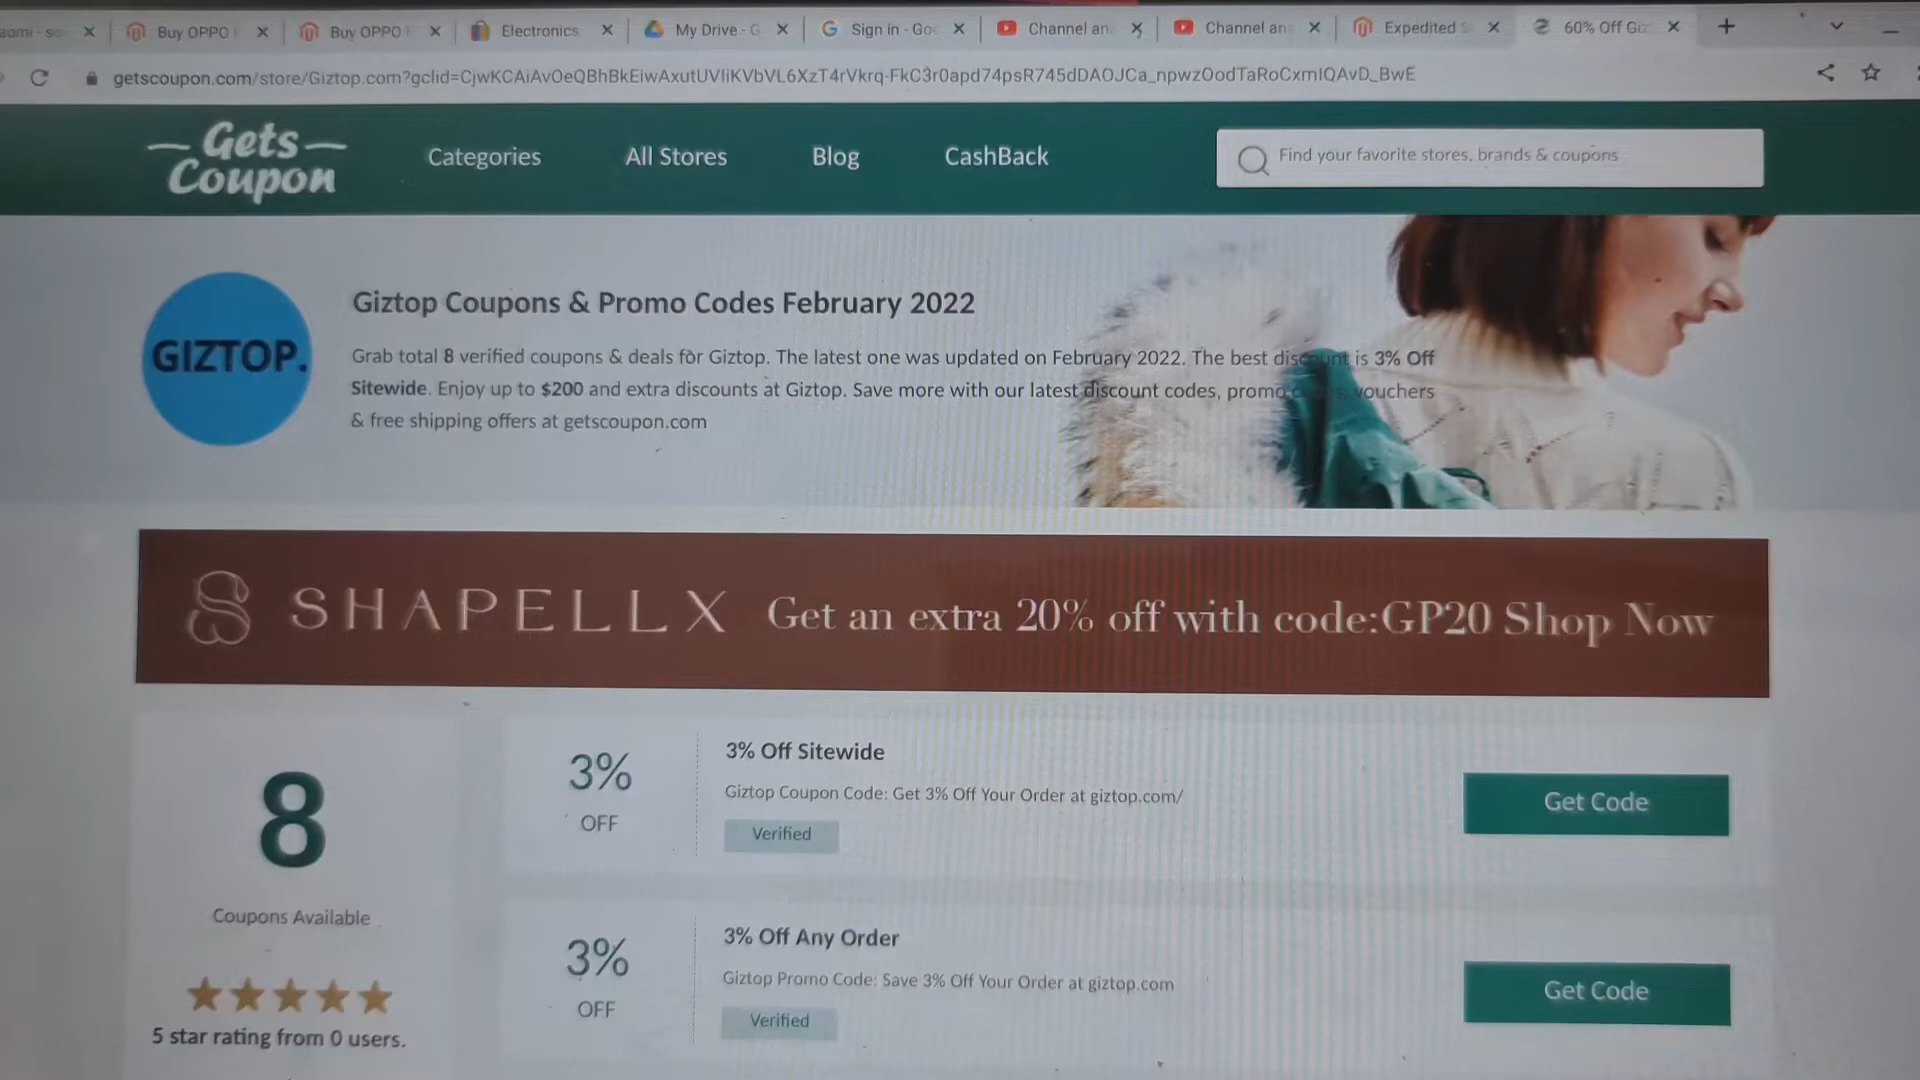 Buy OPPO
Buy OPPO
Electronics
My Drive - G
Sign in - Goo
Channel an
Channel an
Expedited S
60% Off Giz
getscoupon.com/store/Giztop.com?gclid=
Gets
Coupon
Categories
All Stores
Blog
CashBack
Find your favorite stores, brands & coupons
GIZTOP.
Giztop Coupons & Promo Codes February 2022
Grab total 8 verified coupons & deals for Giztop. The latest one was updated on February 2022. The best discount is 3% Off
Sitewide. Enjoy up to $200 and extra discounts at Giztop. Save more with our latest discount codes, promo vouchers
& free shipping offers at getscoupon.com
SHAPELLX Get an extra 20% off with code:GP20 Shop Now
8
Coupons Available
5 star rating from 0 users.
3%
OFF
3% Off Sitewide
Giztop Coupon Code: Get 3% Off Your Order at giztop.com/
Verified
Get Code
3%
OFF
3% Off Any Order
Giztop Promo Code: Save 3% Off Your Order at giztop.com
Verified
Get Code